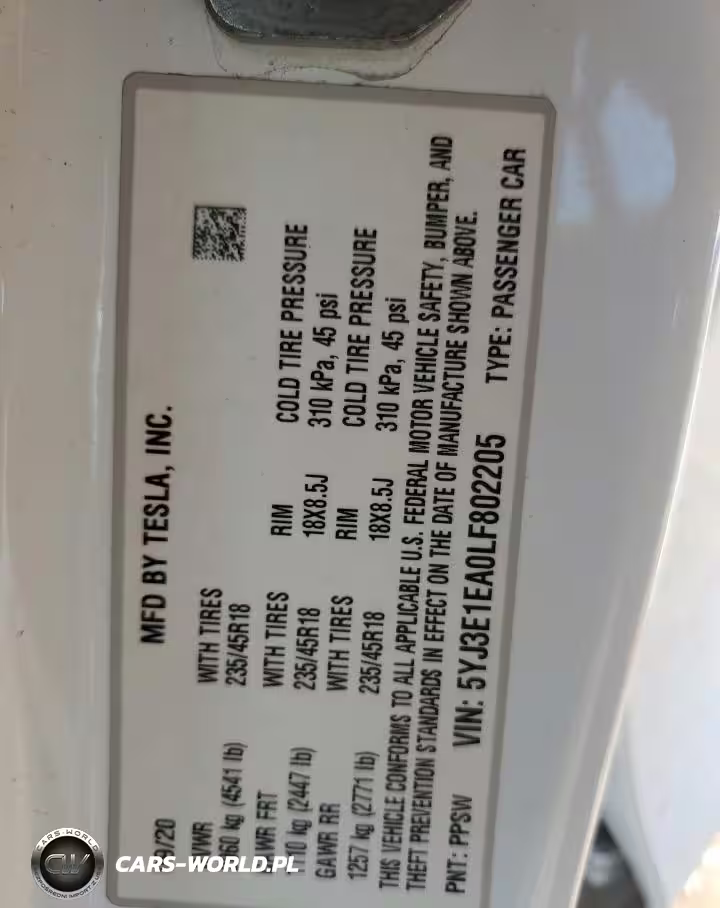 MFD BY TESLA, INC.
9/20
WITH TIRES
60 kg (4541 lb) 235/45R18
WR FRT WITH TIRES RIM COLD TIRE PRESSURE
10 kg (2447 lb) 235/45R18 18X8.5J 310 kPa, 45 psi
GAWR RR WITH TIRES RIM COLD TIRE PRESSURE
1257 kg (2771 lb) 235/45R18 18X8.5J 310 kPa, 45 psi
THIS VEHICLE CONFORMS TO ALL APPLICABLE U.S. FEDERAL MOTOR VEHICLE SAFETY, BUMPER, AND
THEFT PREVENTION STANDARDS IN EFFECT ON THE DATE OF MANUFACTURE SHOWN ABOVE.
PNT: PPSW VIN: 5YJ3E1EA0LF802205 TYPE: PASSENGER CAR
CARS-WORLD
CW
CARS-WORLD.PL